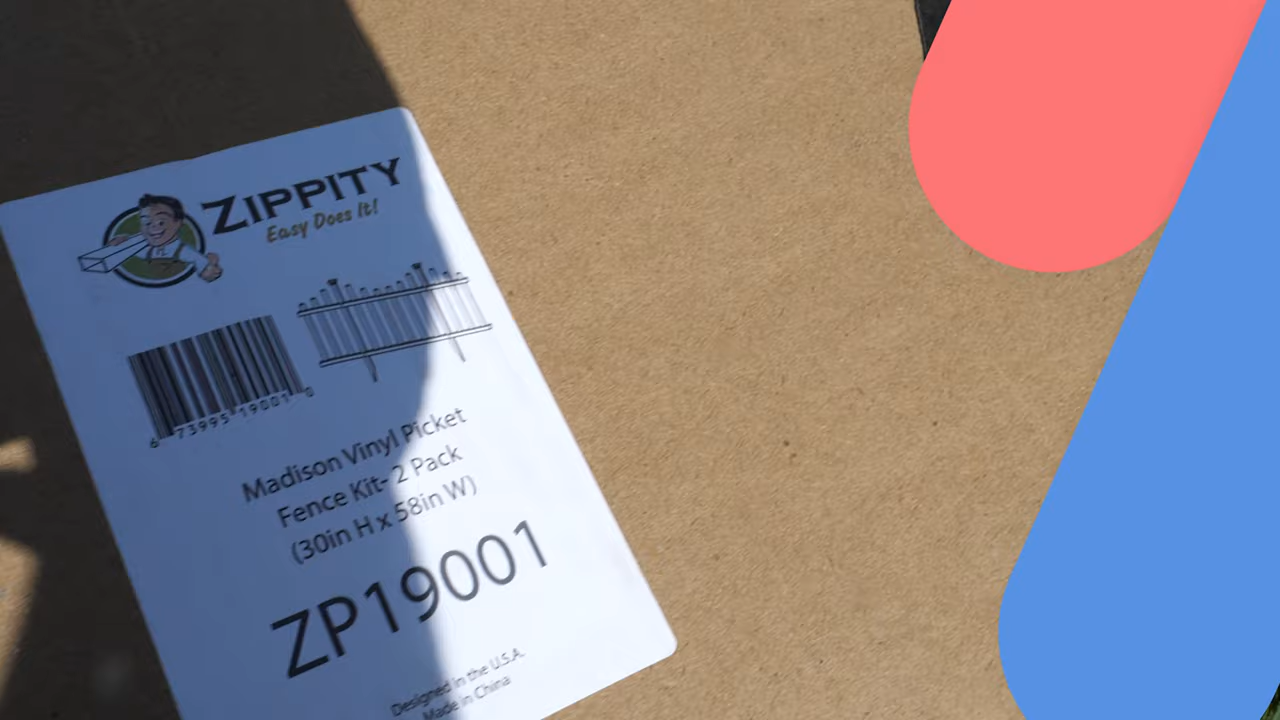 ZIPPITY
Easy Does It!
6 73995 19001 0
Madison Vinyl Picket
Fence Kit- 2 Pack
(30in H x 58in W)
ZP19001
Designed in the U.S.A.
Made in China